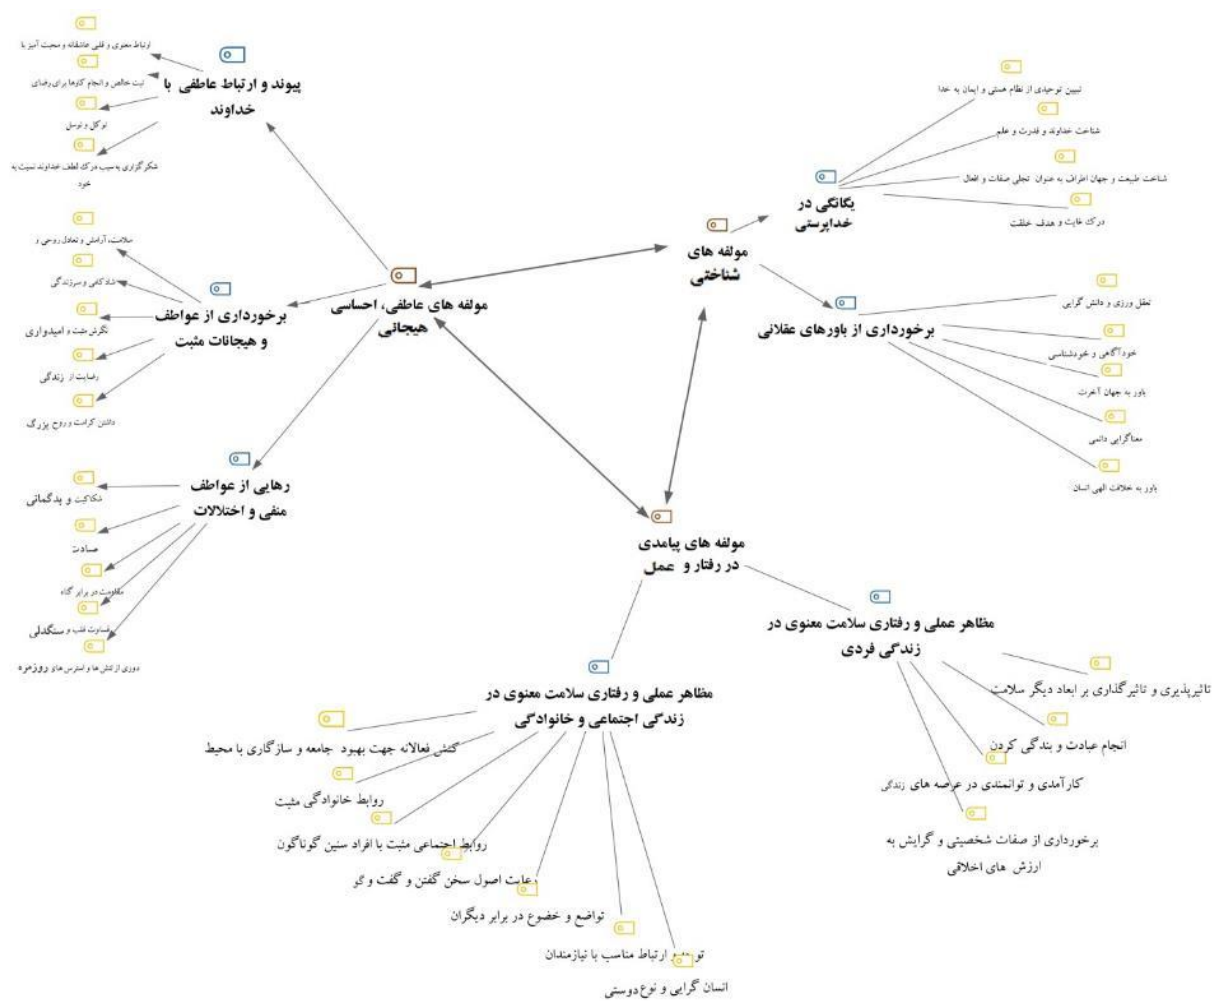 مولفه های
شناختی
یگانگی در
خداپرستی
تبیین توحیدی از نظام هستی و ایمان به خدا
شناخت خداوند و قدرت و علم
شناخت طبیعت و جهان اطراف به عنوان تجلی صفات و افعال
درک غایت و هدف خلقت
برخورداری از باورهای عقلانی
تعقل ورزی و دانش گرایی
خودآگاهی و خودشناسی
باور به جهان آخرت
معناگرایی دائمی
باور به خلافت الهی انسان
مولفه های عاطفی، احساسی
هیجانی
پیوند و ارتباط عاطفی با
خداوند
ارتباط معنوی و قلبی عاشقانه و محبت آمیز با
نیت خالص و انجام کارها برای رضای
توکل و توسل
شکرگزاری به سبب درک لطف خداوند نسبت به
خود
برخورداری از عواطف
و هیجانات مثبت
سلامت، آرامش و تعادل روحی و
شادکامی و سرزندگی
نگرش مثبت و امیدواری
رضایت از زندگی
داشتن کرامت و روح بزرگ
رهایی از عواطف
منفی و اختلالات
شکاکیت و بدگمانی
حسادت
مقاومت در برابر گناه
قساوت قلب و سنگدلی
دوری از تنش ها و استرس های روزمره
مولفه های پیامدی
در رفتار و عمل
مظاهر عملی و رفتاری سلامت معنوی در
زندگی فردی
تاثیرپذیری و تاثیرگذاری بر ابعاد دیگر سلامت
انجام عبادت و بندگی کردن
کارآمدی و توانمندی در عرصه های زندگی
برخورداری از صفات شخصیتی و گرایش به
ارزش های اخلاقی
مظاهر عملی و رفتاری سلامت معنوی در
زندگی اجتماعی و خانوادگی
کنش فعالانه جهت بهبود جامعه و سازگاری با محیط
روابط خانوادگی مثبت
روابط اجتماعی مثبت با افراد سنین گوناگون
رعایت اصول سخن گفتن و گفت و گو
تواضع و خضوع در برابر دیگران
ارتباط مناسب با نیازمندان
انسان گرایی و نوع دوستی